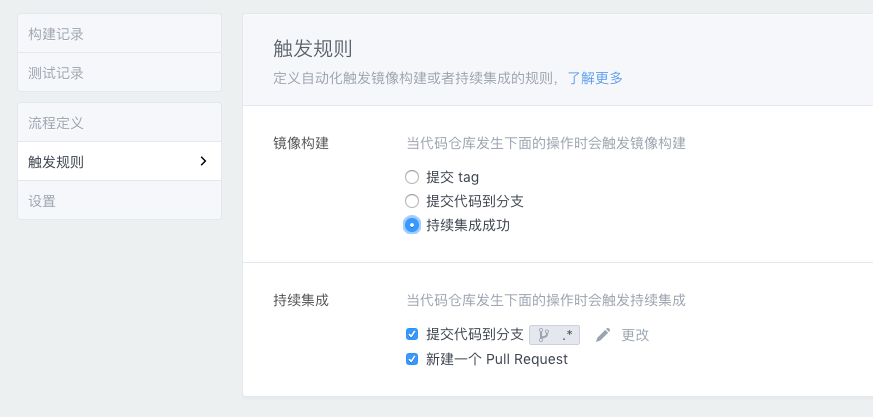 构建记录
测试记录
流程定义
触发规则
设置
触发规则
定义自动化触发镜像构建或者持续集成的规则，了解更多
镜像构建
当代码仓库发生下面的操作时会触发镜像构建
提交 tag
提交代码到分支
持续集成成功
持续集成
当代码仓库发生下面的操作时会触发持续集成
提交代码到分支 .* 更改
新建一个 Pull Request